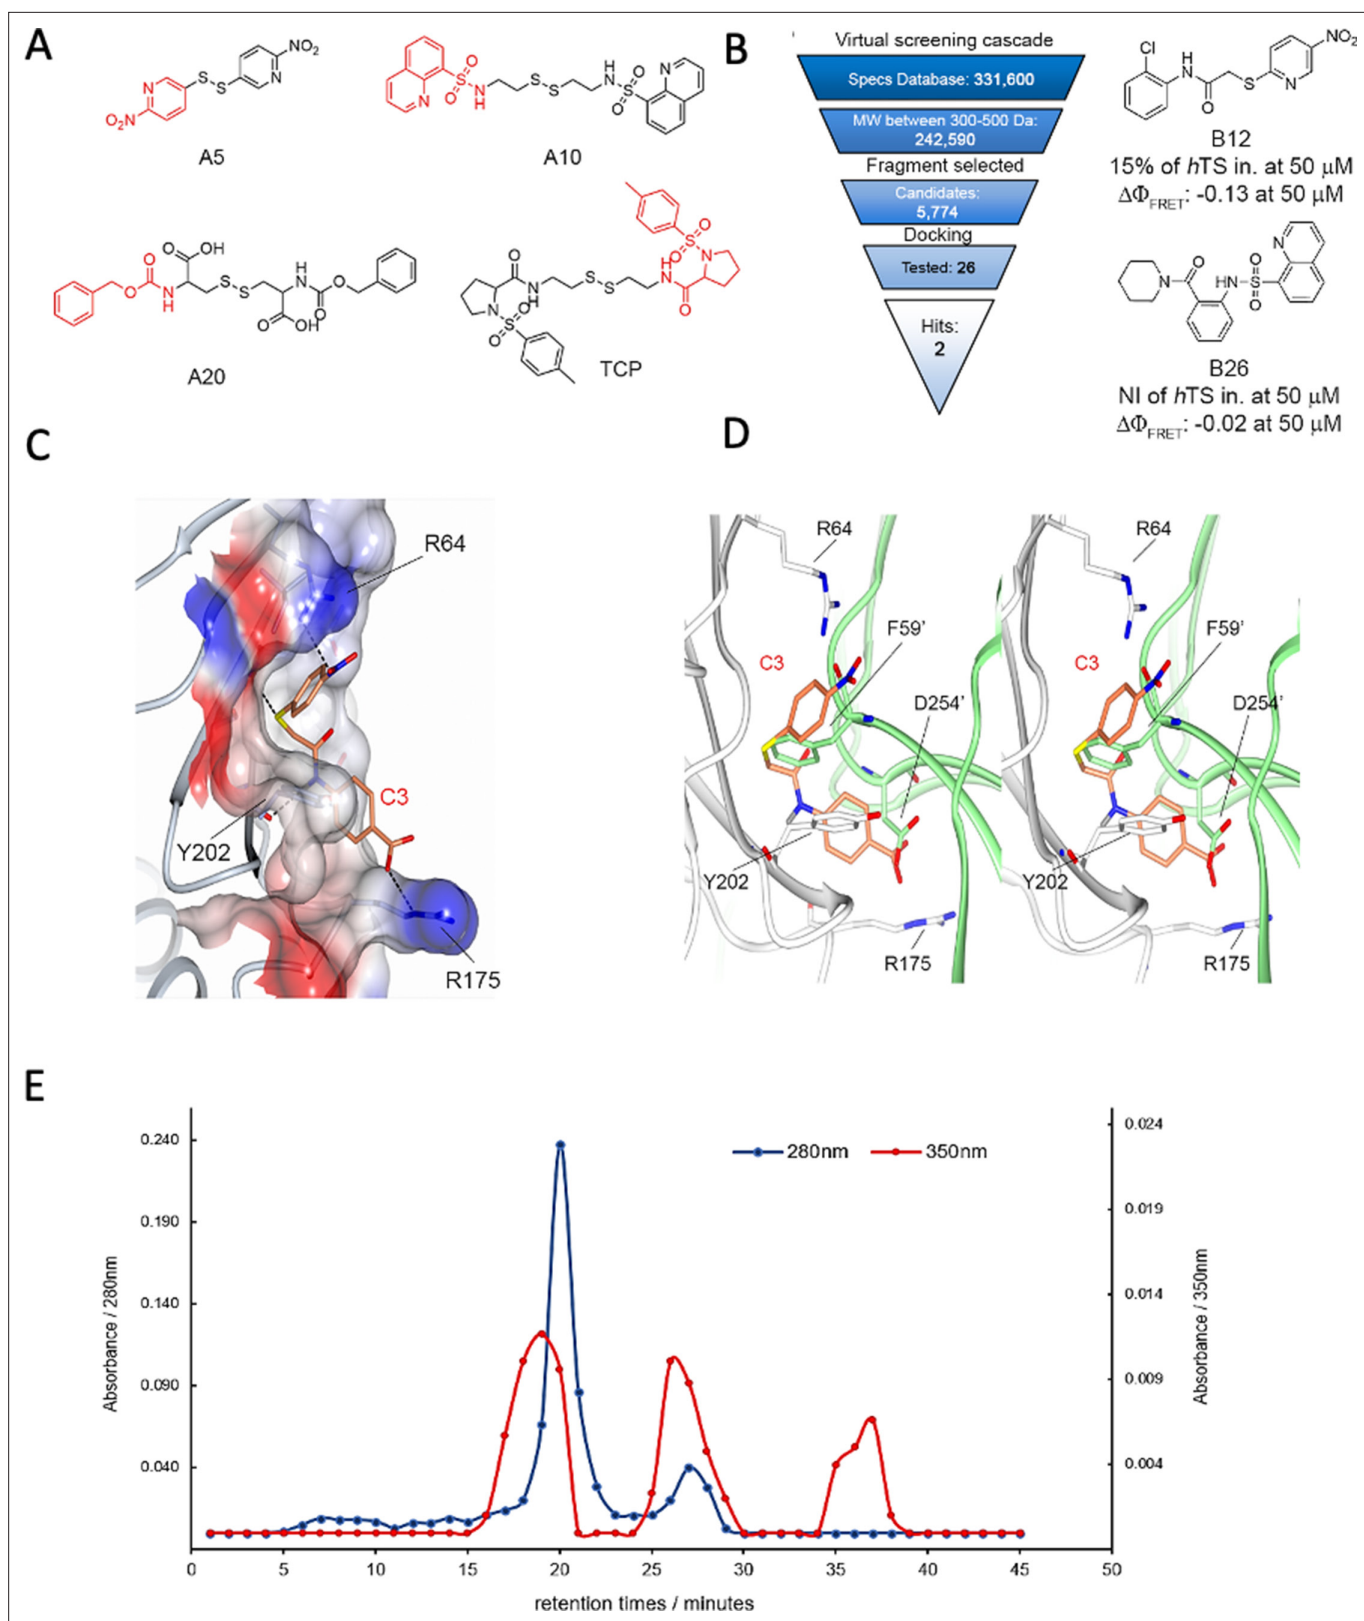 A
NO₂
N
S
S
N
O₂N
A5
O
O
S
N
N
H
S
S
H
N
O
S
O
N
A10
O
OH
O
O
N
H
S
S
H
N
O
O
O
OH
A20
O
S
N
O
O
N
H
S
S
H
N
O
N
O
S
O
TCP
B
Virtual screening cascade
Specs Database: 331,600
MW between 300-500 Da:
242,590
Fragment selected
Candidates:
5,774
Docking
Tested: 26
Hits:
2
Cl
H
N
O
S
N
NO₂
B12
15% of hTS in. at 50 μM
ΔΦFRET: -0.13 at 50 μM
N
O
N
NH
O
S
O
B26
NI of hTS in. at 50 μM
ΔΦFRET: -0.02 at 50 μM
C
R64
C3
Y202
R175
D
R64
F59'
C3
D254'
Y202
R175
R64
F59'
C3
D254'
Y202
R175
E
280nm
350nm
Absorbance / 280nm
0.240
0.190
0.140
0.090
0.040
Absorbance / 350nm
0.024
0.019
0.014
0.009
0.004
0 5 10 15 20 25 30 35 40 45 50
retention times / minutes